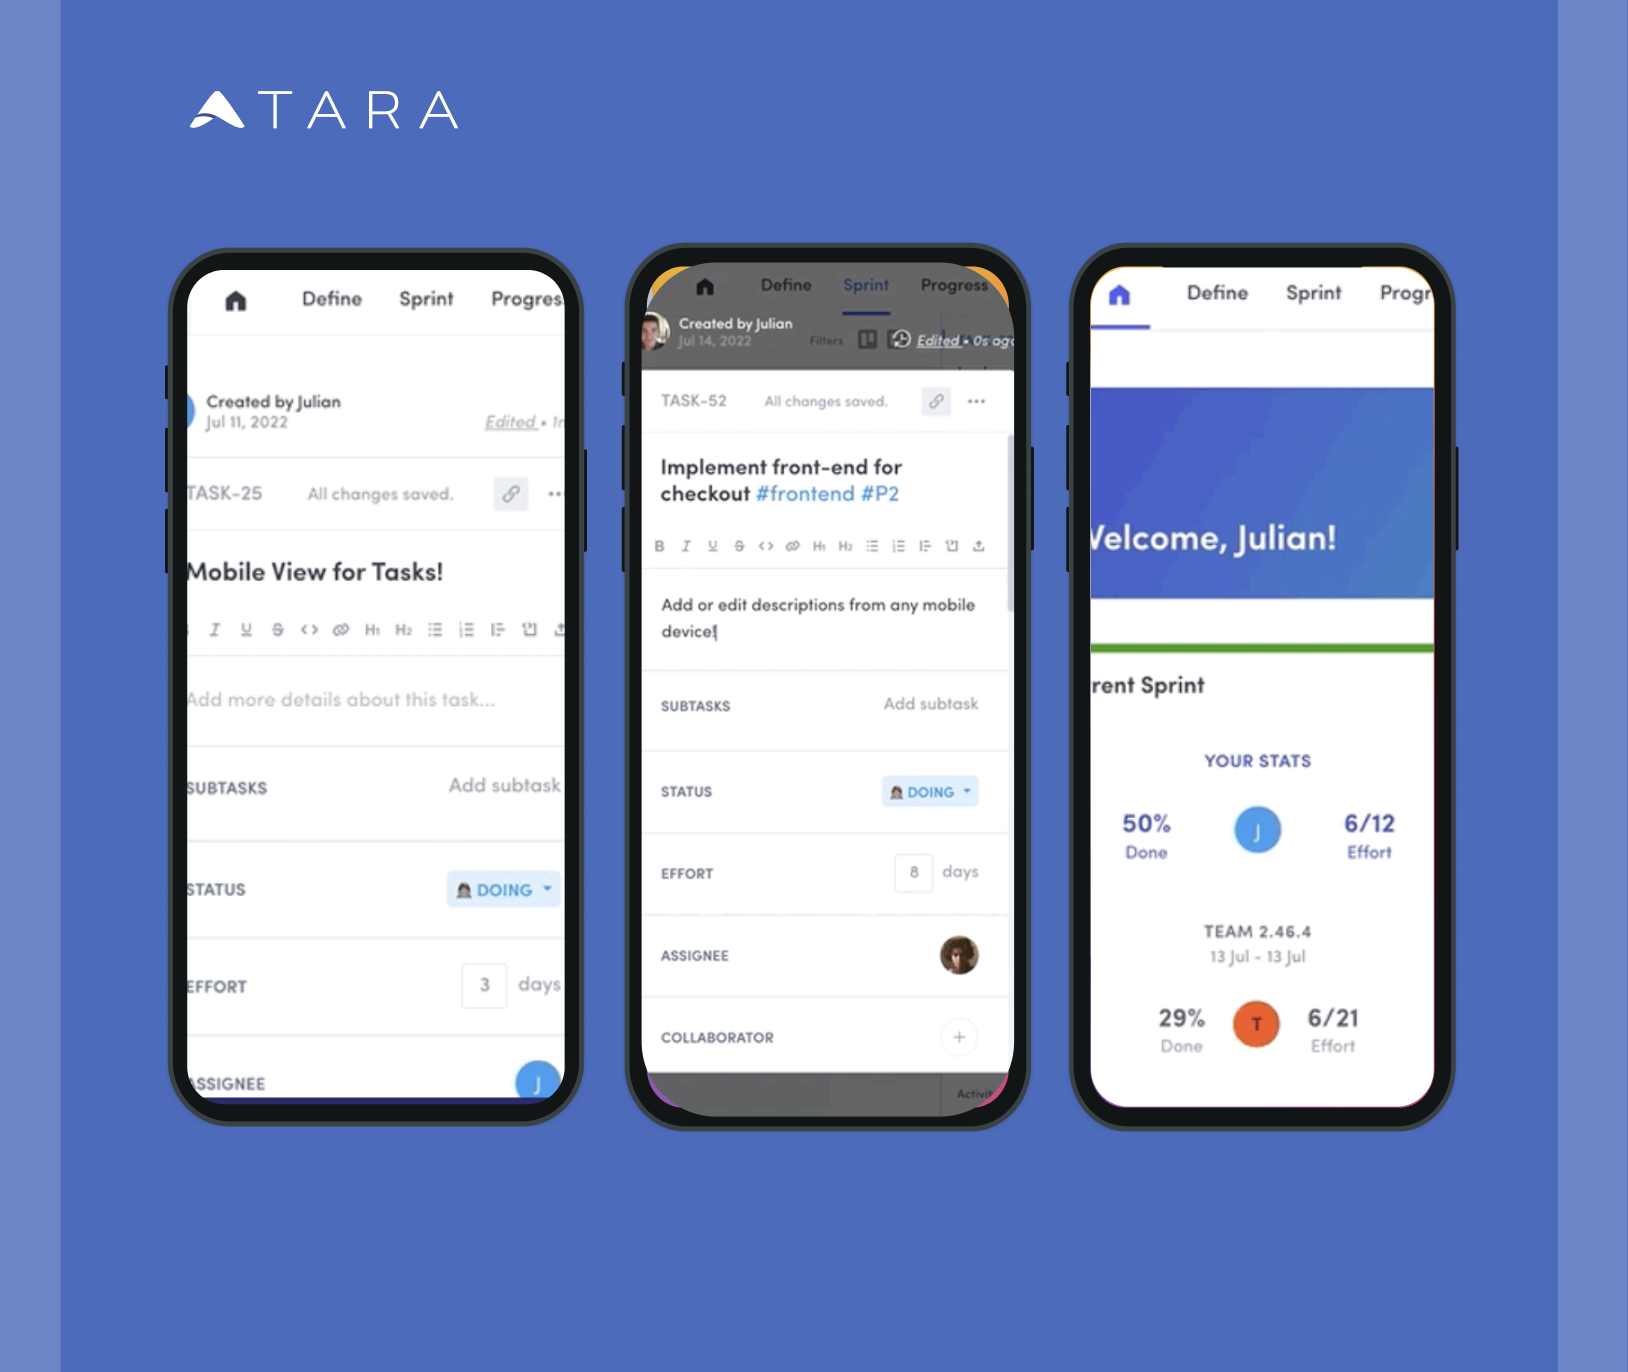 TARA
Define Sprint Progres
Created by Julian
Jul 11, 2022
Edited • 1
TASK-25 All changes saved.
Mobile View for Tasks!
I U S <> H1 H2
Add more details about this task...
SUBTASKS Add subtask
STATUS DOING
EFFORT 3 days
ASSIGNEE J
Define Sprint Progress
Created by Julian
Jul 14, 2022
Filters
Edited • 0s ago
TASK-52 All changes saved. •••
Implement front-end for
checkout #frontend #P2
B I U S <> H1 H2
Add or edit descriptions from any mobile
device!
SUBTASKS Add subtask
STATUS DOING
EFFORT 8 days
ASSIGNEE
COLLABORATOR +
Activit
Define Sprint Progr
Welcome, Julian!
rent Sprint
YOUR STATS
50% J 6/12
Done Effort
TEAM 2.46.4
13 Jul - 13 Jul
29% T 6/21
Done Effort